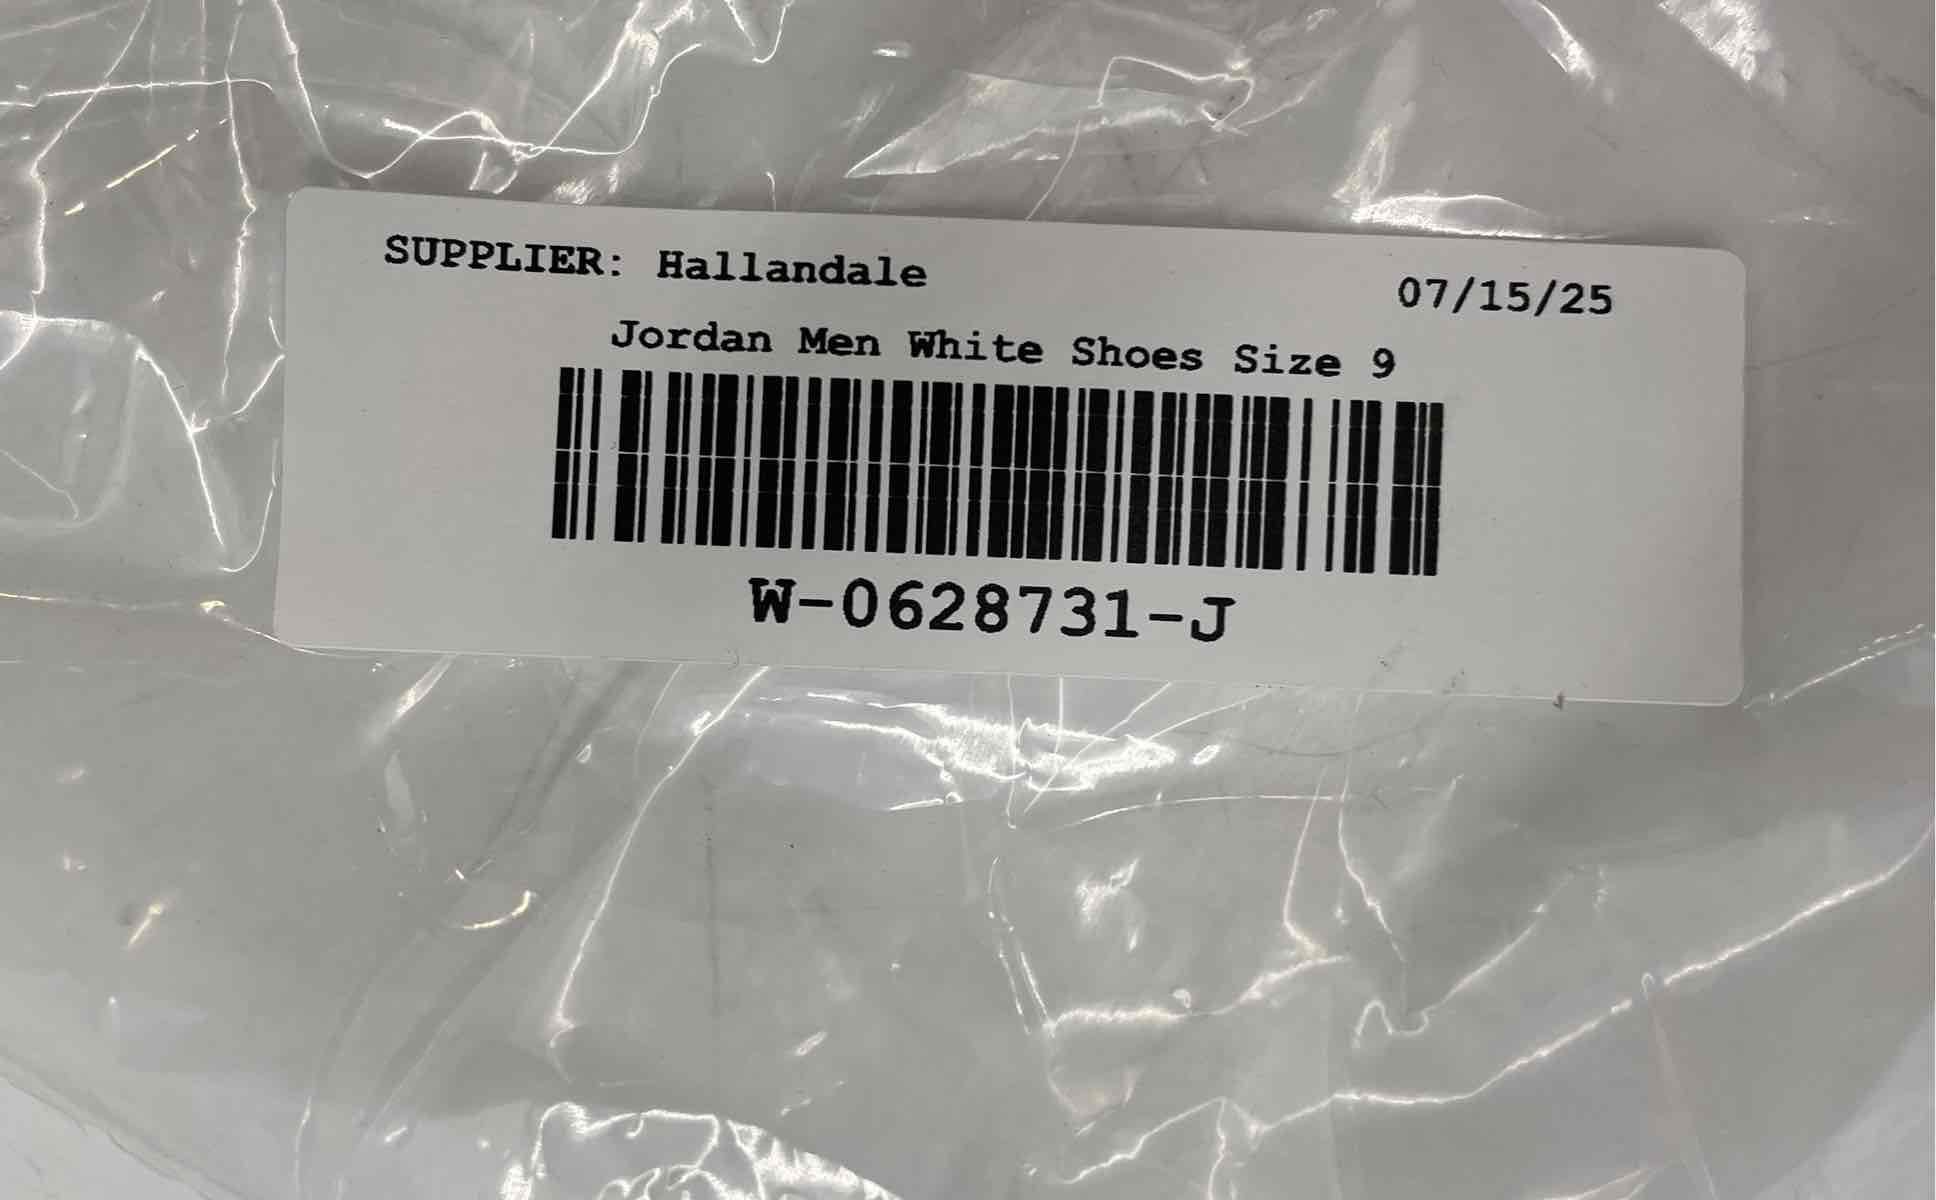 SUPPLIER: Hallandale
07/15/25
Jordan Men White Shoes Size 9
W-0628731-J